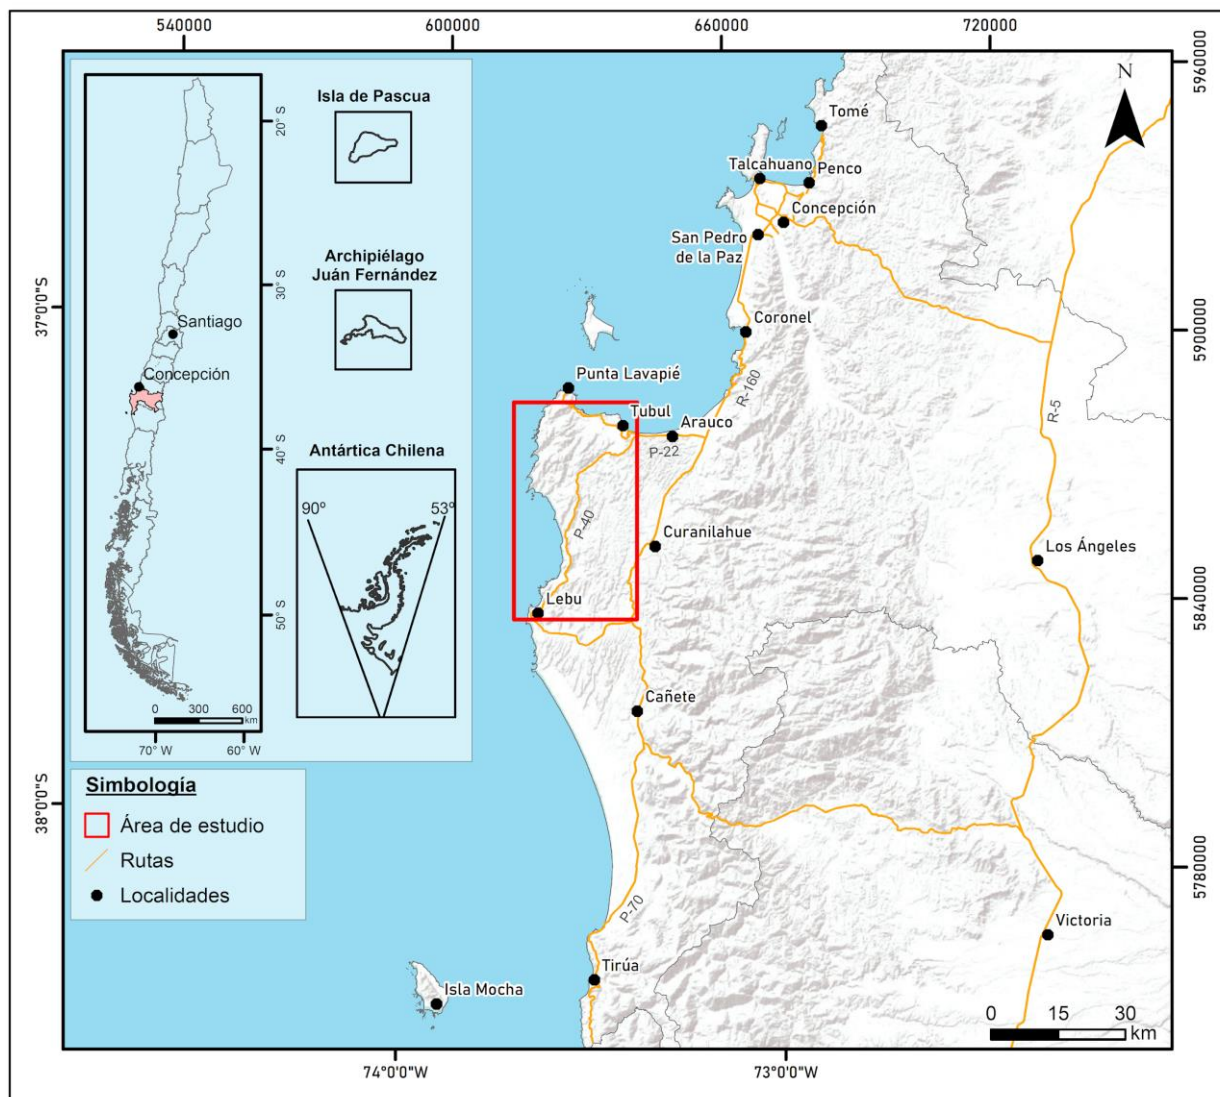 540000
600000
660000
720000
5960000
5900000
5840000
5780000
37°0'0"S
38°0'0"S
74°0'0"W
73°0'0"W
N
Isla de Pascua
Archipiélago
Juán Fernández
Antártica Chilena
90º
53º
20° S
30° S
40° S
50° S
Santiago
Concepción
0 300 600
km
70° W
60° W
Simbología
Área de estudio
Rutas
Localidades
Tomé
Talcahuano
Penco
Concepción
San Pedro
de la Paz
Coronel
Punta Lavapié
Tubul
Arauco
R-160
P-22
R-5
P-40
Curanilahue
Los Ángeles
Lebu
Cañete
P-70
Victoria
Tirúa
Isla Mocha
0 15 30
km